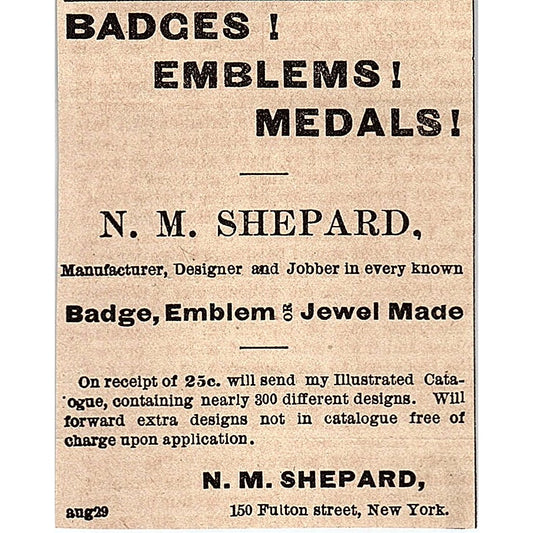 BADGES !
EMBLEMS!
MEDALS!
N. M. SHEPARD,
Manufacturer, Designer and Jobber in every known
Badge, Emblem OR Jewel Made
On receipt of 25c. will send my Illustrated Cata-
ogue, containing nearly 300 different designs. Will
forward extra designs not in catalogue free of
charge upon application.
N. M. SHEPARD,
aug29 150 Fulton street, New York.